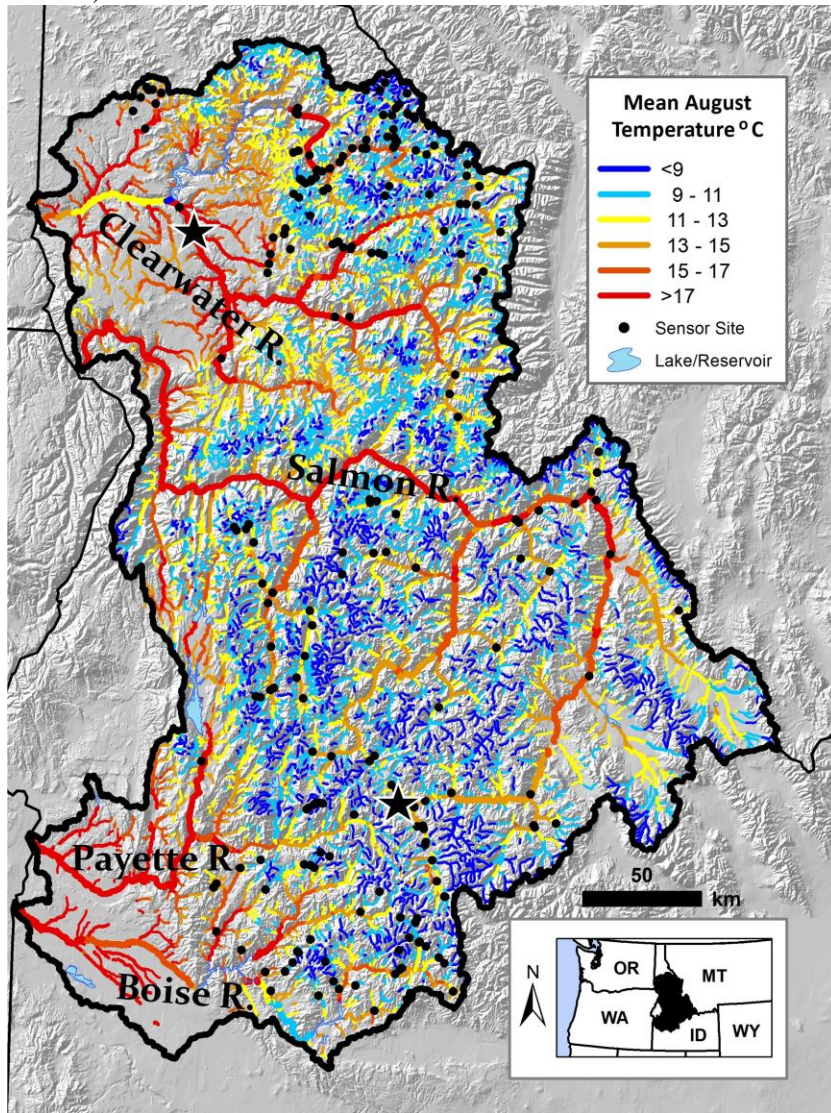 Mean August
Temperature ° C
<9
9 - 11
11 - 13
13 - 15
15 - 17
>17
Sensor Site
Lake/Reservoir
Clearwater R.
Salmon R.
Payette R.
Boise R.
50
km
N
OR
MT
WA
ID
WY